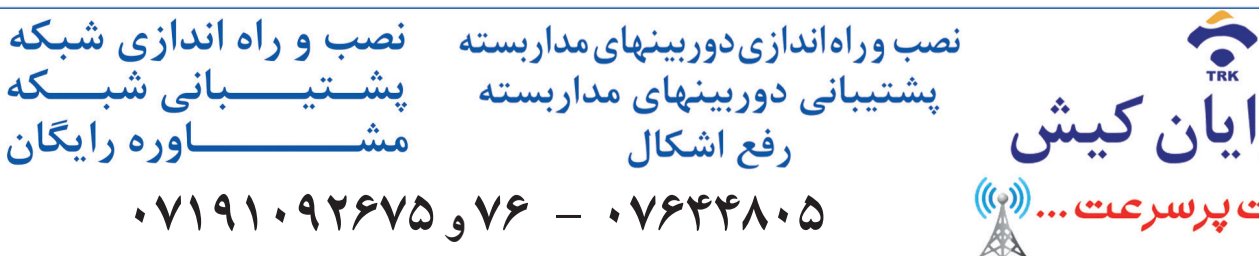 TRK
ایان کیش
ت پرسرعت...
نصب و راه اندازی دوربینهای مداربسته
پشتیبانی دوربینهای مداربسته
رفع اشکال
نصب و راه اندازی شبکه
پشتیبانی شبکه
مشاوره رایگان
۰۷۶۴۴۸۰۵ – ۷۶ و ۰۷۱۹۱۰۹۲۶۷۵